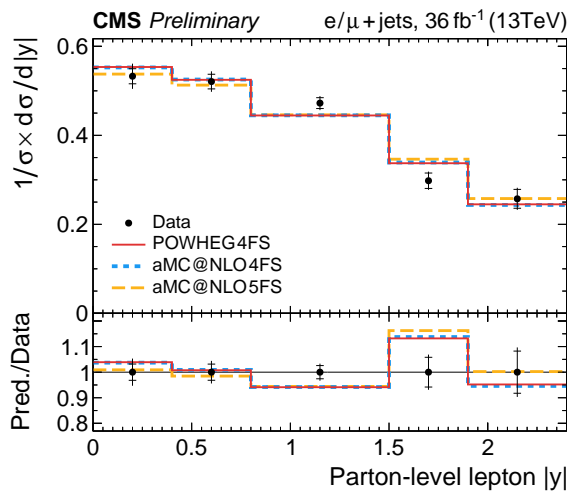 CMS Preliminary e/μ+jets, 36 fb⁻¹ (13TeV)
1/σ× dσ/d|y|
0.6
0.4
0.2
0
Data
POWHEG4FS
aMC@NLO4FS
aMC@NLO5FS
Pred./Data
1.1
1
0.9
0.8
0 0.5 1 1.5 2
Parton-level lepton |y|